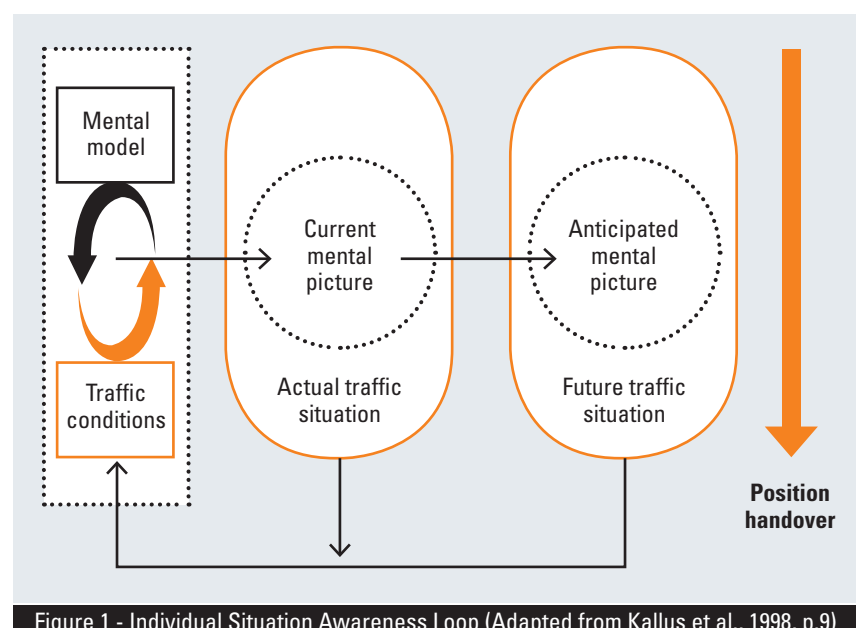 Mental
model
Traffic
conditions
Current
mental
picture
Actual traffic
situation
Anticipated
mental
picture
Future traffic
situation
Position
handover
Figure 1 - Individual Situation Awareness Loop (Adapted from Kallus et al., 1998, p.9)